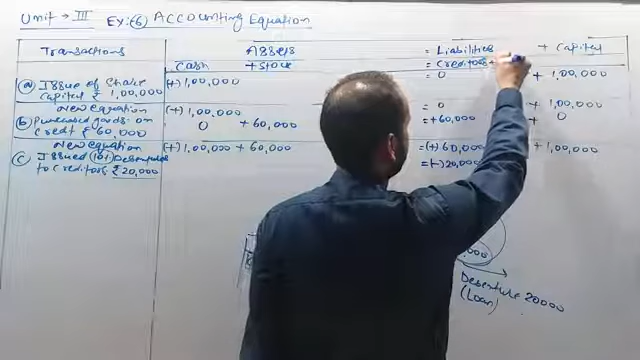 Unit - III Ex:(6) ACCOunting Equation
Transactions Assets = Liabilities + Capital
Cash + Stock = Creditors
(a) Issue of Share (+) 1,00,000 = 0 + 1,00,000
Capital ₹ 1,00,000
New equation (+) 1,00,000 = 0 + 1,00,000
(b) Purchased goods on 0 + 60,000 = +60,000 + 0
Credit ₹ 60,000
New equation (+) 1,00,000 + 60,000 = (+) 60,000 + 1,00,000
(C) Issued to Creditors ₹ 20,000 = (-) 20,000
Debenture 20000
(Loan)